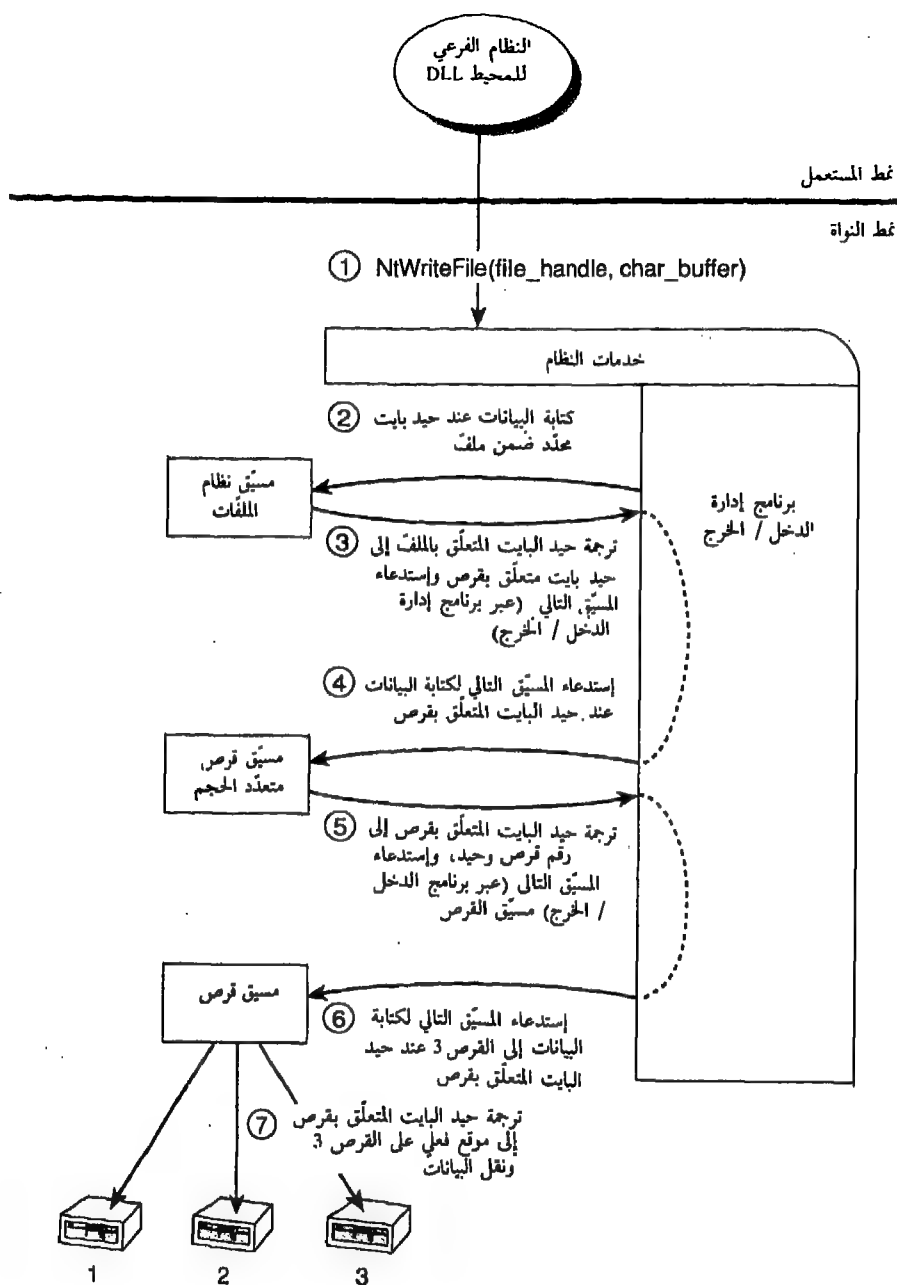 النظام الفرعي
للمحيط DLL
نمط المستعمل
نمط النواة
① NtWriteFile(file_handle, char_buffer)
خدمات النظام
② كتابة البيانات عند حيد بايت
محدّد ضمن ملفّ
مسيّق نظام
الملفّات
برنامج إدارة
الدخل / الخرج
③ ترجمة حيد البايت المتعلّق بالملفّ إلى
حيد بايت متعلّق بقرص وإستدعاء
المسيّق التالي (عبر برنامج إدارة
الدخل / الخرج)
④ إستدعاء المسيّق التالي لكتابة البيانات
عند حيد البايت المتعلّق بقرص
مسيّق قرص
متعدّد الحجم
⑤ ترجمة حيد البايت المتعلّق بقرص إلى
رقم قرص وحيد، وإستدعاء
المسيّق التالي (عبر برنامج الدخل
/ الخرج) مسيّق القرص
مسيق قرص
⑥ إستدعاء المسيّق التالي لكتابة
البيانات إلى القرص 3 عند حيد
البايت المتعلّق بقرص
⑦ ترجمة حيد البايت المتعلّق بقرص
إلى موقع فعلي على القرص 3
ونقل البيانات
1 2 3